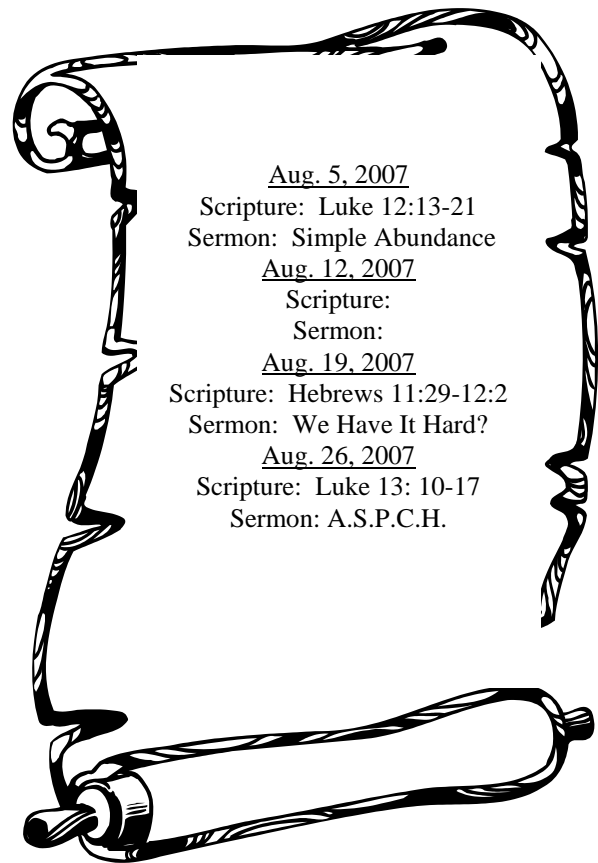 Aug. 5, 2007
Scripture:  Luke 12:13-21
Sermon:  Simple Abundance
Aug. 12, 2007
Scripture:
Sermon:
Aug. 19, 2007
Scripture:  Hebrews 11:29-12:2
Sermon:  We Have It Hard?
Aug. 26, 2007
Scripture:  Luke 13: 10-17
Sermon: A.S.P.C.H.